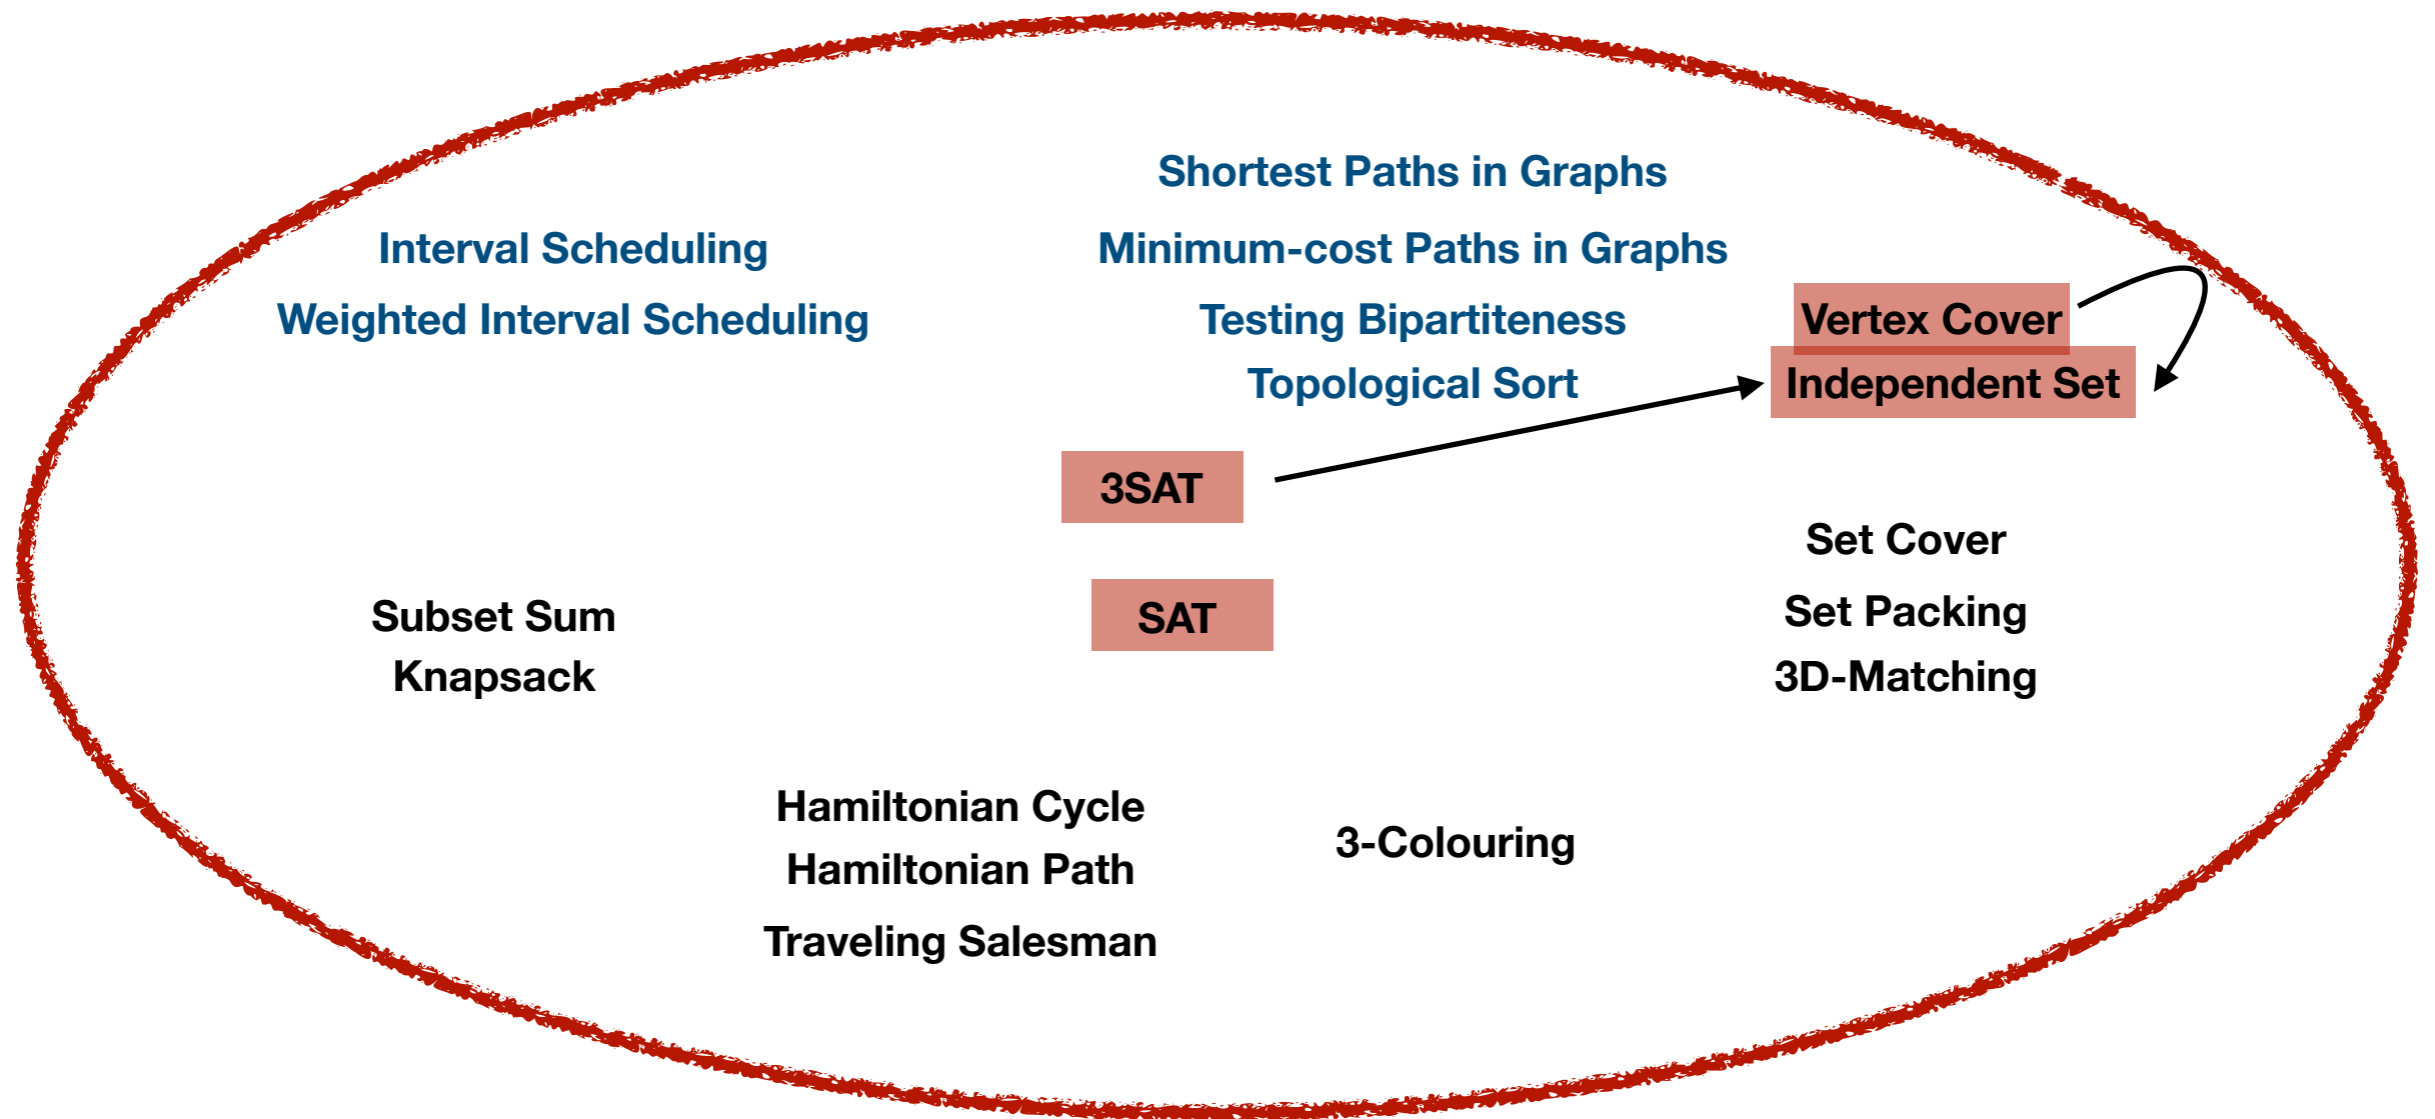 Shortest Paths in Graphs
Interval Scheduling
Minimum-cost Paths in Graphs
Weighted Interval Scheduling
Testing Bipartiteness
Vertex Cover
Topological Sort
Independent Set
3SAT
Set Cover
Subset Sum
SAT
Set Packing
Knapsack
3D-Matching
Hamiltonian Cycle
3-Colouring
Hamiltonian Path
Traveling Salesman